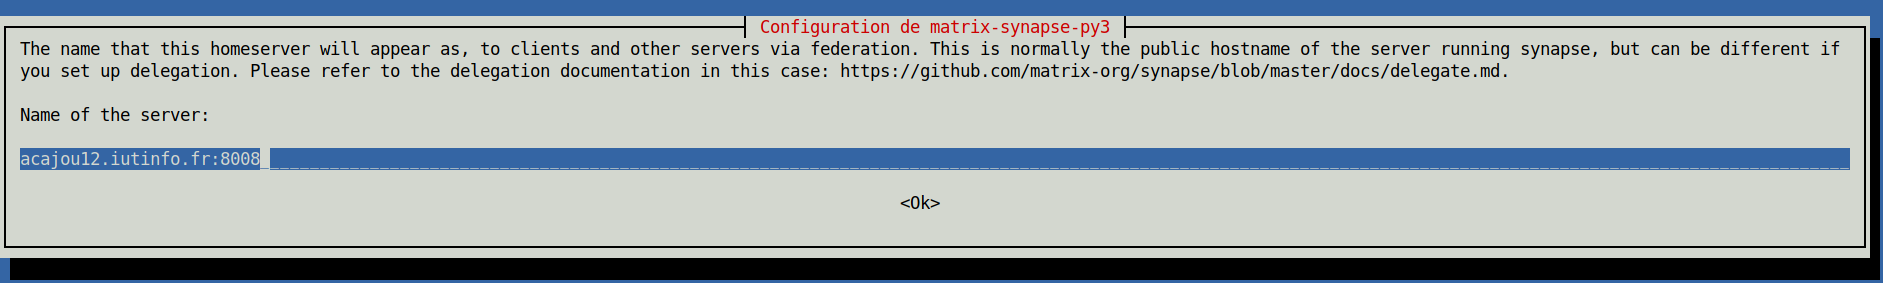 Configuration de matrix-synapse-py3
The name that this homeserver will appear as, to clients and other servers via federation. This is normally the public hostname of the server running synapse, but can be different if
you set up delegation. Please refer to the delegation documentation in this case: https://github.com/matrix-org/synapse/blob/master/docs/delegate.md.
Name of the server:
acajou12.iutinfo.fr:8008
<Ok>